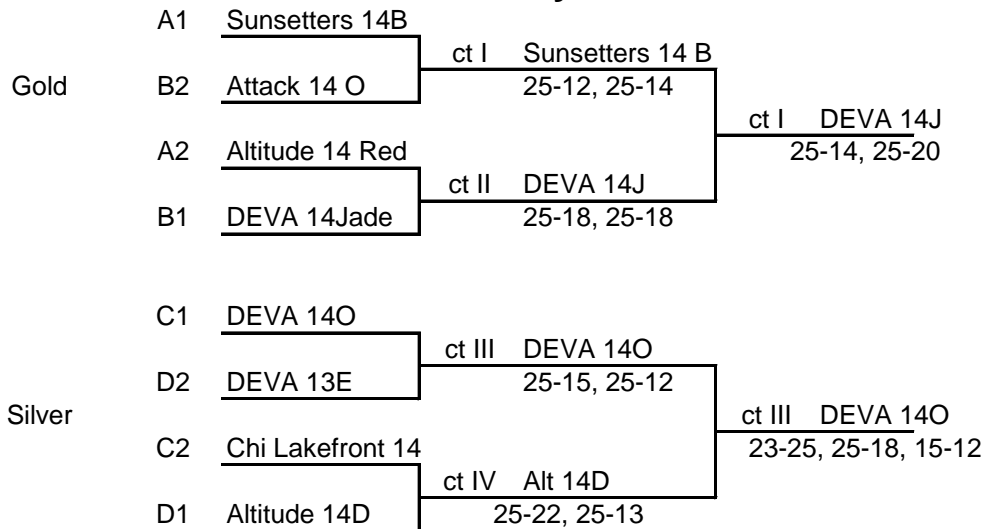 A1 Sunsetters 14B
ct I Sunsetters 14 B
Gold B2 Attack 14 O 25-12, 25-14
ct I DEVA 14J
A2 Altitude 14 Red 25-14, 25-20
ct II DEVA 14J
B1 DEVA 14Jade 25-18, 25-18
C1 DEVA 14O
ct III DEVA 14O
D2 DEVA 13E 25-15, 25-12
Silver ct III DEVA 14O
C2 Chi Lakefront 14 23-25, 25-18, 15-12
ct IV Alt 14D
D1 Altitude 14D 25-22, 25-13